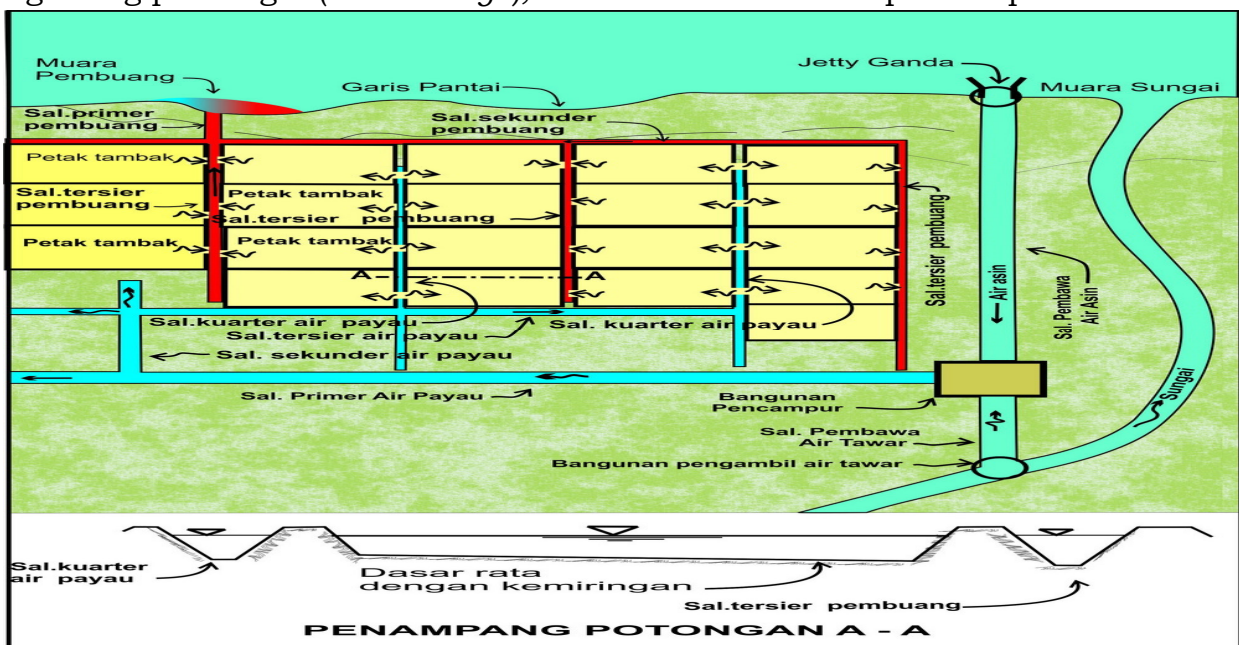 Muara
Pembuang
Garis Pantai
Jetty Ganda
Muara Sungai
Sal.primer
pembuang
Sal.sekunder
pembuang
Petak tambak
Sal.tersier
pembuang
Petak tambak
Petak tambak
Sal.tersier pembuang
Petak tambak
A
A
Sal.tersier pembuang
Air asin
Sal. Pembawa
Air Asin
Sal.kuarter air payau
Sal. kuarter air payau
Sal.tersier air payau
Sal. sekunder air payau
Sal. Primer Air Payau
Bangunan
Pencampur
Sungai
Sal. Pembawa
Air Tawar
Bangunan pengambil air tawar
Sal.kuarter
air payau
Dasar rata
dengan kemiringan
Sal.tersier pembuang
PENAMPANG POTONGAN A - A